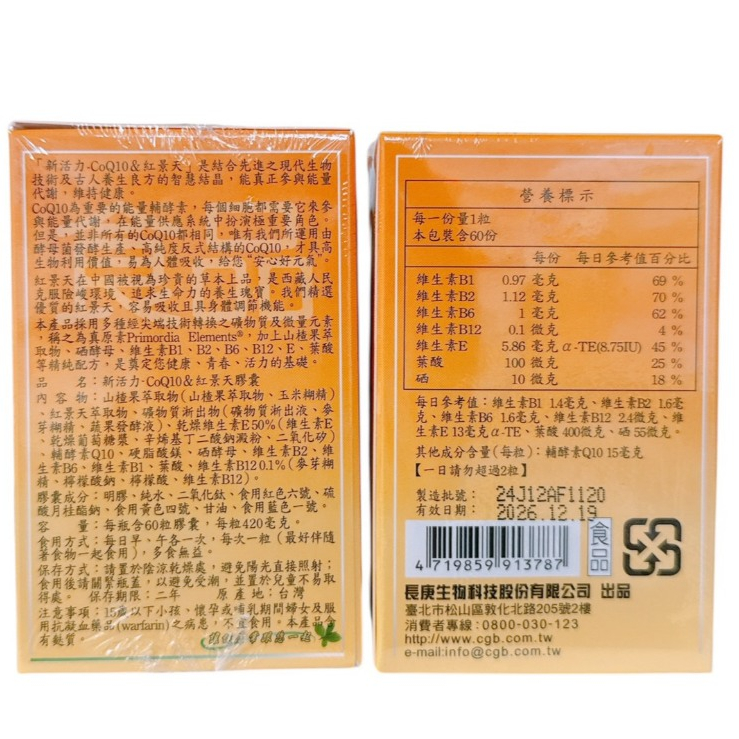 「新活力-CoQ10＆紅景天」是結合先進之現代生物
技術及古人養生良方的智慧結晶，能真正參與能量
代謝，維持健康。
CoQ10為重要的能量輔酵素，每個細胞都需要它來參
與能量代謝。在能量供應系統中扮演極重要角色。
但是，並非所有的CoQ10都相同，唯有我們所運用由
酵母菌發酵生產、高純度反式結構的CoQ10，才具高
生物利用價值，易為人體吸收，給您"安心好元氣"。
紅景天在中國被視為珍貴的草本上品，是西藏人民
克服險峻環境、追求生命力的養生瑰寶。我們精選
優質的紅景天，容易吸收且具身體調節機能。
本產品採用多種經尖端技術轉換之礦物質及微量元素
，稱之為真原素Primordia Elements®，加上山楂果萃
取物、硒酵母、維生素B1、B2、B6、B12、E、葉酸
等精純配方，是奠定您健康、青春、活力的基礎。
品名：新活力-CoQ10＆紅景天膠囊
內容物：山楂果萃取物(山楂果萃取物、玉米糊精)
、紅景天萃取物、礦物質淅出物(礦物質淅出液、麥
芽糊精、蔬果發酵液)、乾燥維生素E50%(維生素E
、乾燥葡萄糖漿、辛烯基丁二酸鈉澱粉、二氧化矽)
、輔酵素Q10、硬脂酸鎂、硒酵母、維生素B2、維生
素B6、維生素B1、葉酸、維生素B12 0.1%(麥芽糊
精、檸檬酸鈉、檸檬酸、維生素B12)。
膠囊成分：明膠、純水、二氧化鈦、食用紅色六號、硫
酸月桂酯鈉、食用黃色四號、甘油、食用藍色一號。
容量：每瓶含60粒膠囊，每粒420毫克。
食用方式：每日早、午各一次，每次一粒（最好伴隨
著食物一起食用），多食無益。
保存方式：請置於陰涼乾燥處，避免陽光直接照射；
食用後請關緊瓶蓋，以避免受潮，並置於兒童不易取
得處。保存期限：二年 原產地：台灣
注意事項：15歲以下小孩、懷孕或哺乳期間婦女及服
用抗凝血藥品(warfarin)之病患，不宜食用。本產品含
有麩質。
營養標示
每一份量1粒
本包裝含60份
每份 每日參考值百分比
維生素B1 0.97 毫克 69 %
維生素B2 1.12 毫克 70 %
維生素B6 1 毫克 62 %
維生素B12 0.1 微克 4 %
維生素E 5.86 毫克 α-TE(8.75IU) 45 %
葉酸 100 微克 25 %
硒 10 微克 18 %
每日參考值：維生素B1 1.4毫克、維生素B2 1.6毫
克、維生素B6 1.6毫克、維生素B12 2.4微克、維
生素E 13毫克α-TE、葉酸 400微克、硒 55微克。
其他成分含量（每粒）：輔酵素Q10 15毫克
【一日請勿超過2粒】
製造批號： 24J12AF1120
有效日期： 2026.12.19
4 719859 913787
食品
長庚生物科技股份有限公司 出品
臺北市松山區敦化北路205號2樓
消費者專線：0800-030-123
http://www.cgb.com.tw
e-mail:info@cgb.com.tw